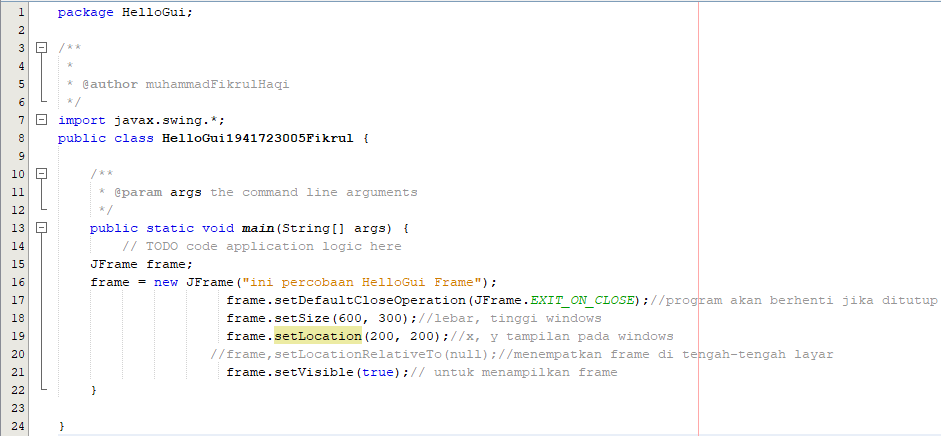 1 package HelloGui;
2
3 /**
4 *
5 * @author muhammadFikrulHaqi
6 */
7 import javax.swing.*;
8 public class HelloGui1941723005Fikrul {
9
10 /**
11 * @param args the command line arguments
12 */
13 public static void main(String[] args) {
14 // TODO code application logic here
15 JFrame frame;
16 frame = new JFrame("ini percobaan HelloGui Frame");
17 frame.setDefaultCloseOperation(JFrame.EXIT_ON_CLOSE);//program akan berhenti jika ditutup
18 frame.setSize(600, 300);//lebar, tinggi windows
19 frame.setLocation(200, 200);//x, y tampilan pada windows
20 //frame,setLocationRelativeTo(null);//menempatkan frame di tengah-tengah layar
21 frame.setVisible(true);// untuk menampilkan frame
22 }
23
24 }